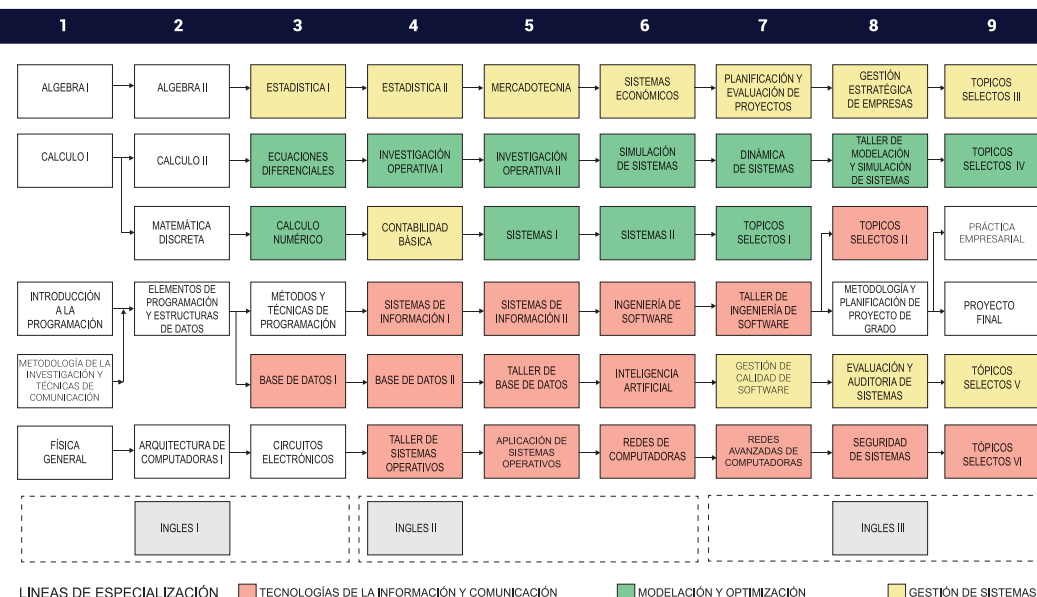 1 2 3 4 5 6 7 8 9
ALGEBRA I
ALGEBRA II
ESTADISTICA I
ESTADISTICA II
MERCADOTECNIA
SISTEMAS
ECONÓMICOS
PLANIFICACIÓN Y
EVALUACIÓN DE
PROYECTOS
GESTIÓN
ESTRATÉGICA
DE EMPRESAS
TOPICOS
SELECTOS III
CALCULO I
CALCULO II
ECUACIONES
DIFERENCIALES
INVESTIGACIÓN
OPERATIVA I
INVESTIGACIÓN
OPERATIVA II
SIMULACIÓN
DE SISTEMAS
DINÁMICA
DE SISTEMAS
TALLER DE
MODELACIÓN
Y SIMULACIÓN
DE SISTEMAS
TOPICOS
SELECTOS IV
MATEMÁTICA
DISCRETA
CALCULO
NUMÉRICO
CONTABILIDAD
BÁSICA
SISTEMAS I
SISTEMAS II
TOPICOS
SELECTOS I
TOPICOS
SELECTOS II
PRÁCTICA
EMPRESARIAL
INTRODUCCIÓN
A LA
PROGRAMACIÓN
ELEMENTOS DE
PROGRAMACIÓN
Y ESTRUCTURAS
DE DATOS
MÉTODOS Y
TÉCNICAS DE
PROGRAMACIÓN
SISTEMAS DE
INFORMACIÓN I
SISTEMAS DE
INFORMACIÓN II
INGENIERÍA DE
SOFTWARE
TALLER DE
INGENIERÍA DE
SOFTWARE
METODOLOGÍA Y
PLANIFICACIÓN DE
PROYECTO DE
GRADO
PROYECTO
FINAL
METODOLOGÍA DE LA
INVESTIGACIÓN Y
TÉCNICAS DE
COMUNICACIÓN
BASE DE DATOS I
BASE DE DATOS II
TALLER DE
BASE DE DATOS
INTELIGENCIA
ARTIFICIAL
GESTIÓN DE
CALIDAD DE
SOFTWARE
EVALUACIÓN Y
AUDITORIA DE
SISTEMAS
TÓPICOS
SELECTOS V
FÍSICA
GENERAL
ARQUITECTURA DE
COMPUTADORAS I
CIRCUITOS
ELECTRÓNICOS
TALLER DE
SISTEMAS
OPERATIVOS
APLICACIÓN DE
SISTEMAS
OPERATIVOS
REDES DE
COMPUTADORAS
REDES
AVANZADAS DE
COMPUTADORAS
SEGURIDAD
DE SISTEMAS
TÓPICOS
SELECTOS VI
INGLES I
INGLES II
INGLES III
LÍNEAS DE ESPECIALIZACIÓN
TECNOLOGÍAS DE LA INFORMACIÓN Y COMUNICACIÓN
MODELACIÓN Y OPTIMIZACIÓN
GESTIÓN DE SISTEMAS